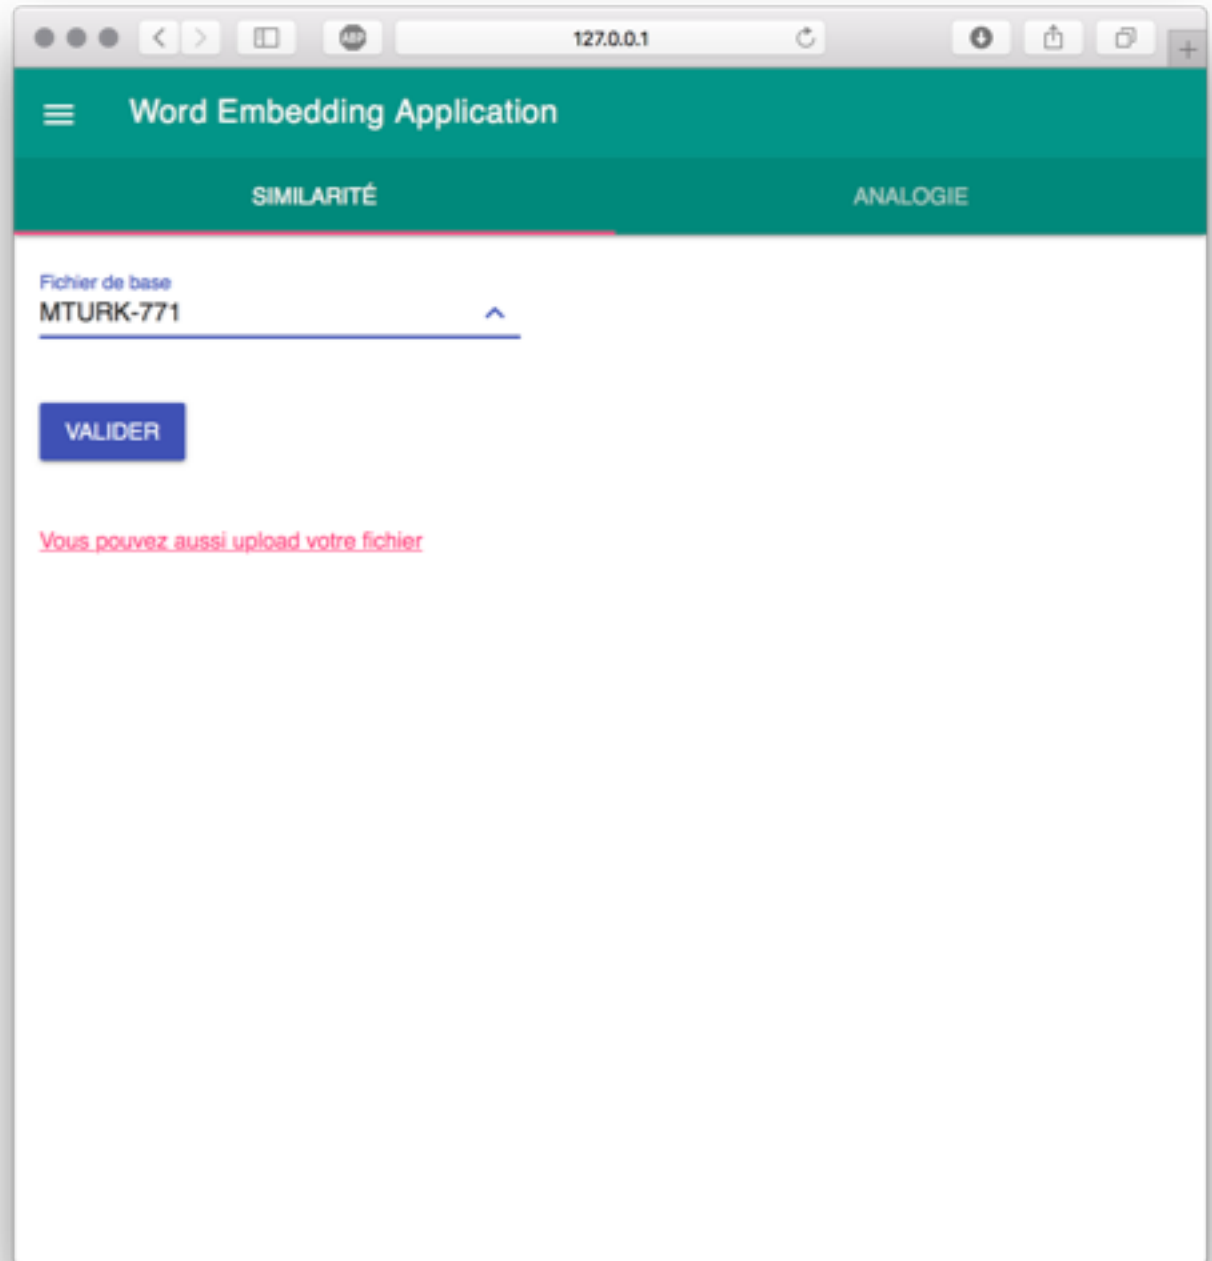 ABP
127.0.0.1
Word Embedding Application
SIMILARITÉ
ANALOGIE
Fichier de base
MTURK-771
VALIDER
Vous pouvez aussi upload votre fichier